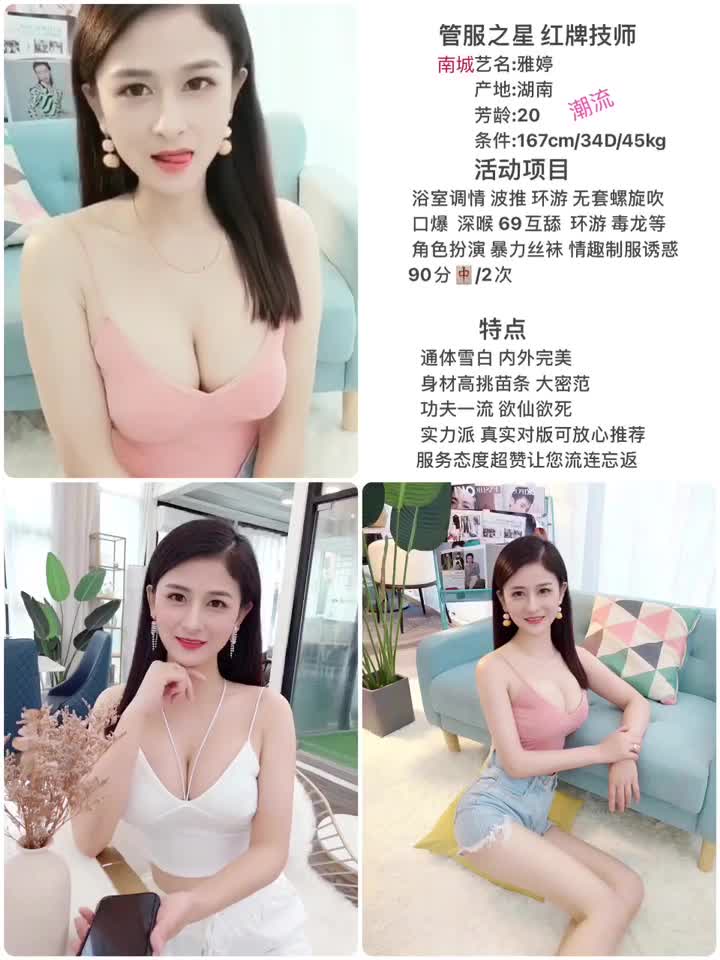 管服之星 红牌技师
南城艺名:雅婷
产地:湖南
芳龄:20
潮流
条件:167cm/34D/45kg
活动项目
浴室调情 波推 环游 无套螺旋吹
口爆 深喉 69互舔 环游 毒龙等
角色扮演 暴力丝袜 情趣制服诱惑
90分🀄/2次
特点
通体雪白 内外完美
身材高挑苗条 大密范
功夫一流 欲仙欲死
实力派 真实对版可放心推荐
服务态度超赞让您流连忘返